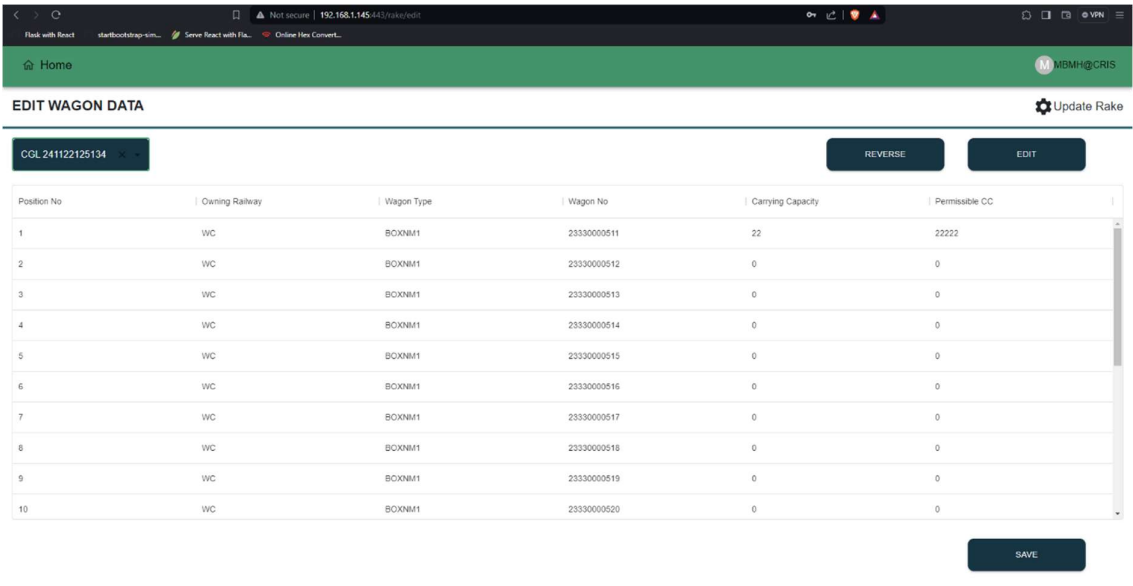 Not secure | 192.168.1.145:443/rake/edit VPN
Flask with React startbootstrap-sim... Serve React with Fla... Online Hex Convert...
Home M MBMH@CRIS
EDIT WAGON DATA Update Rake
CGL 241122125134 REVERSE EDIT
Position No Owning Railway Wagon Type Wagon No Carrying Capacity Permissible CC
1 WC BOXNM1 23330000511 22 22222
2 WC BOXNM1 23330000512 0 0
3 WC BOXNM1 23330000513 0 0
4 WC BOXNM1 23330000514 0 0
5 WC BOXNM1 23330000515 0 0
6 WC BOXNM1 23330000516 0 0
7 WC BOXNM1 23330000517 0 0
8 WC BOXNM1 23330000518 0 0
9 WC BOXNM1 23330000519 0 0
10 WC BOXNM1 23330000520 0 0
SAVE